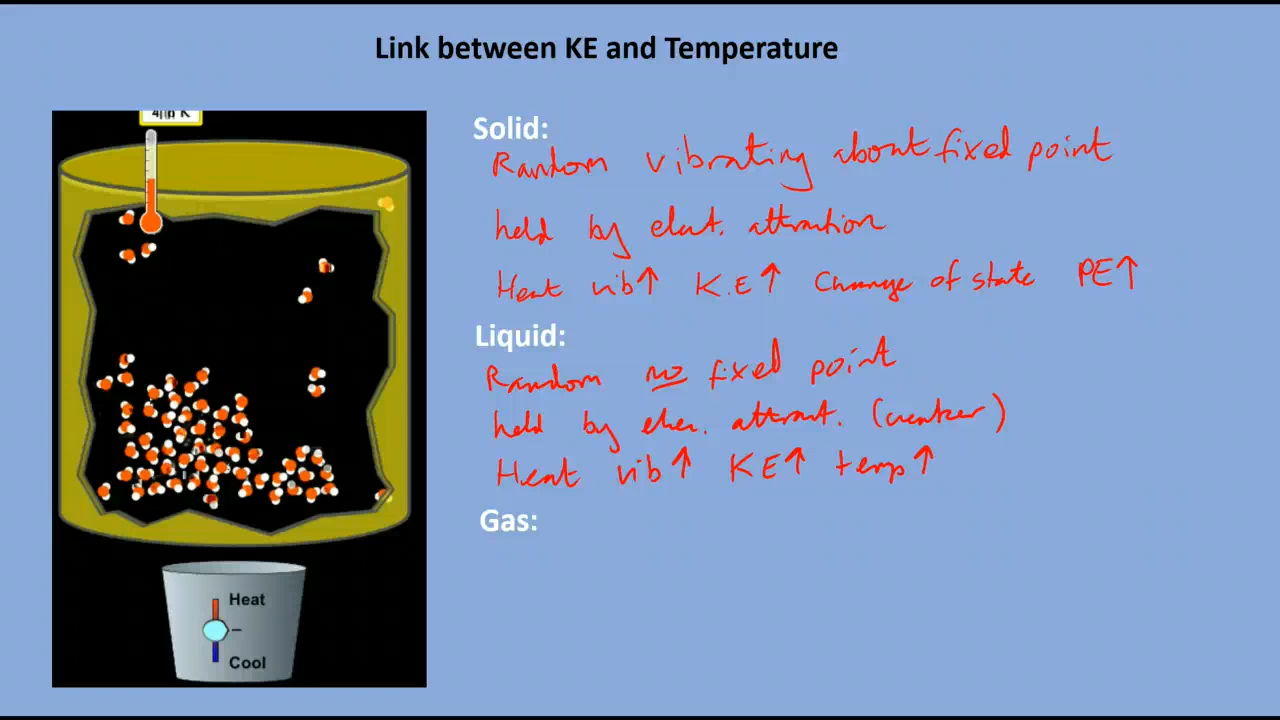 Link between KE and Temperature
K
Solid:
Random vibrating about fixed point
held by elect. attraction
Heat vib↑ K.E↑ Change of state PE↑
Liquid:
Random no fixed point
held by elec. attract. (weaker)
Heat vib↑ KE↑ temp↑
Gas:
Heat
Cool